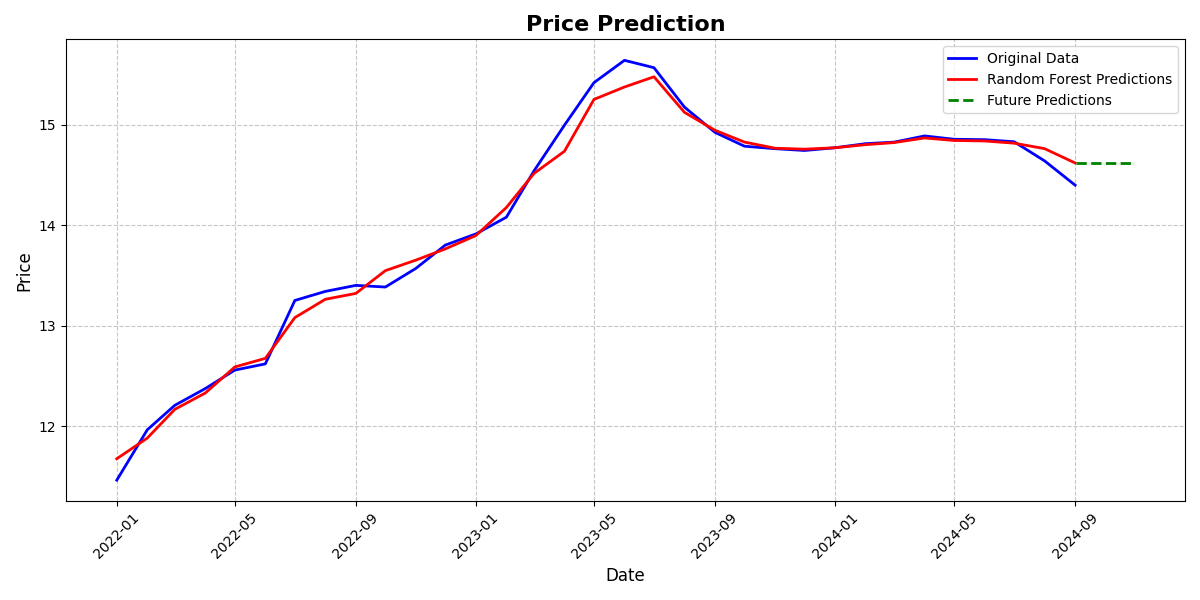 Price Prediction
Original Data
Random Forest Predictions
Future Predictions
Price
15
14
13
12
2022-01
2022-05
2022-09
2023-01
2023-05
2023-09
2024-01
2024-05
2024-09
Date